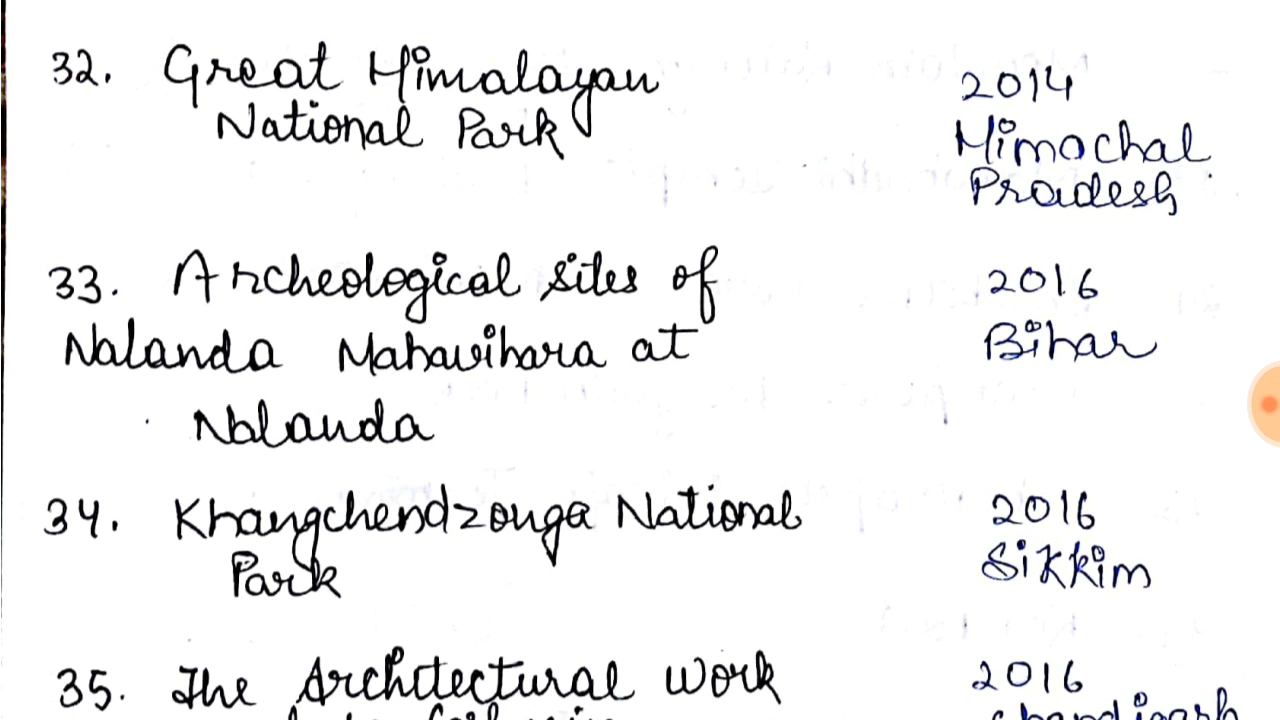 32. Great Himalayan 2014
National Park Himachal
Pradesh
33. Archeological sites of 2016
Nalanda Mahavihara at Bihar
Nalanda
34. Khangchendzonga National 2016
Park Sikkim
35. The Architectural work 2016